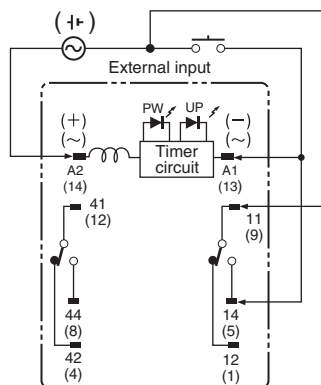 External input
(+)
(~)
PW
UP
(−)
(~)
Timer
circuit
A2
(14)
A1
(13)
41
(12)
11
(9)
44
(8)
14
(5)
42
(4)
12
(1)